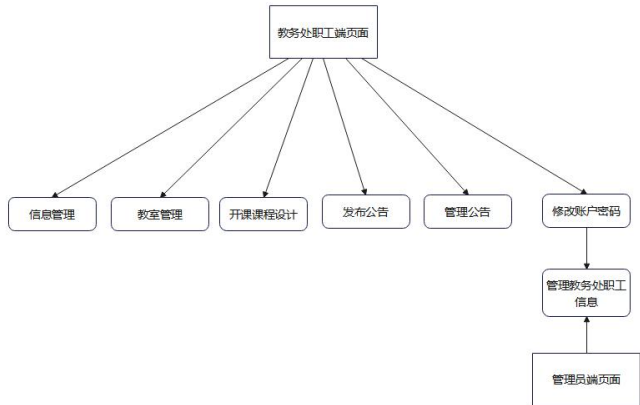 教务处职工端页面
信息管理
教室管理
开课课程设计
发布公告
管理公告
修改账户密码
管理教务处职工
信息
管理员端页面